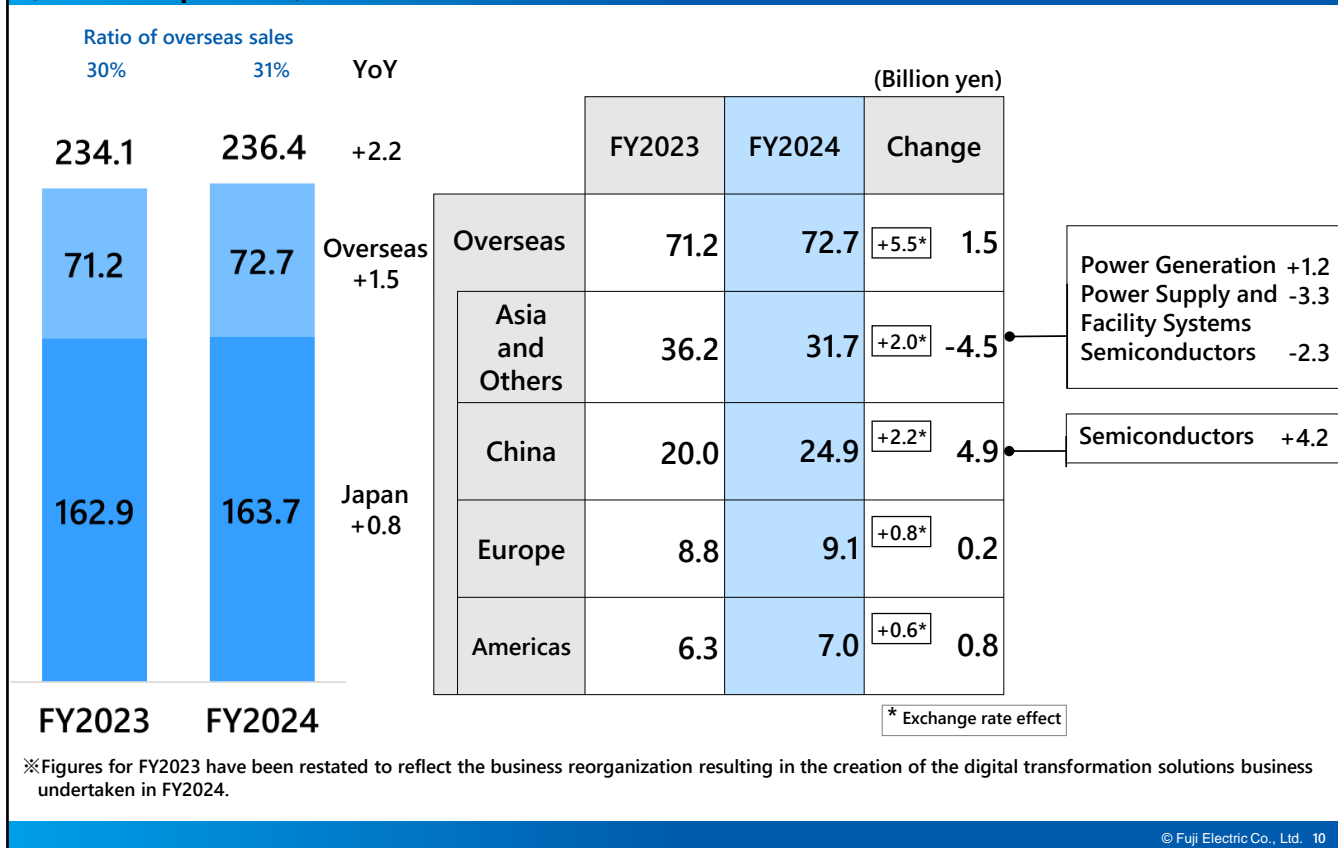 Ratio of overseas sales
30% 31% YoY
234.1 236.4 +2.2
71.2 72.7 Overseas
+1.5
162.9 163.7 Japan
+0.8
FY2023 FY2024
(Billion yen)
FY2023 FY2024 Change
Overseas 71.2 72.7 +5.5* 1.5
Asia
and
Others
36.2 31.7 +2.0* -4.5
China 20.0 24.9 +2.2* 4.9
Europe 8.8 9.1 +0.8* 0.2
Americas 6.3 7.0 +0.6* 0.8
* Exchange rate effect
Power Generation +1.2
Power Supply and -3.3
Facility Systems
Semiconductors -2.3
Semiconductors +4.2
※Figures for FY2023 have been restated to reflect the business reorganization resulting in the creation of the digital transformation solutions business
undertaken in FY2024.
© Fuji Electric Co., Ltd. 10